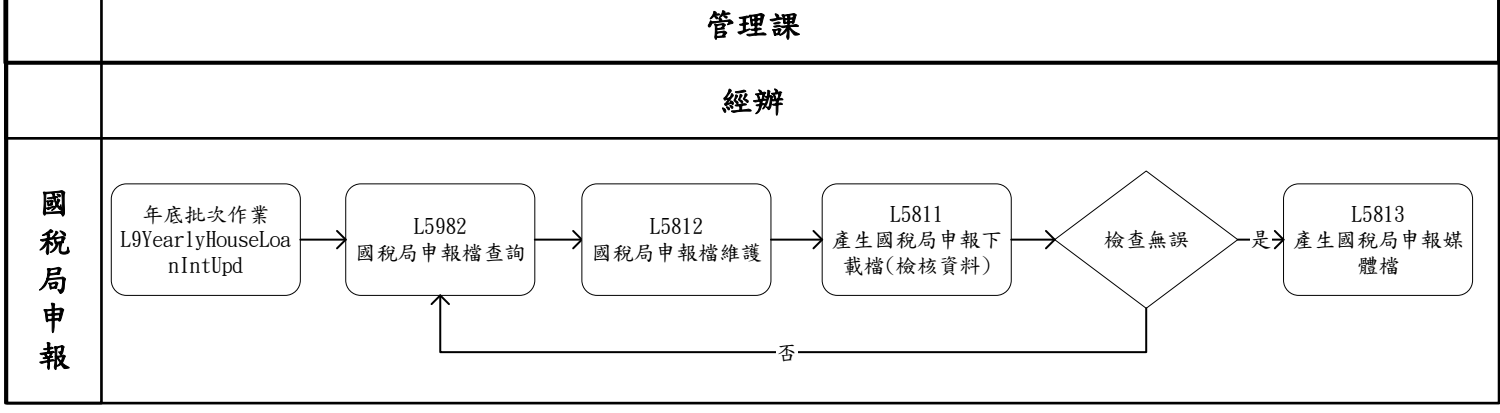 管理課
經辦
國
稅
局
申
報
年底批次作業
L9YearlyHouseLoa
nIntUpd
L5982
國稅局申報檔查詢
L5812
國稅局申報檔維護
L5811
產生國稅局申報下
載檔(檢核資料)
檢查無誤
是
L5813
產生國稅局申報媒
體檔
否